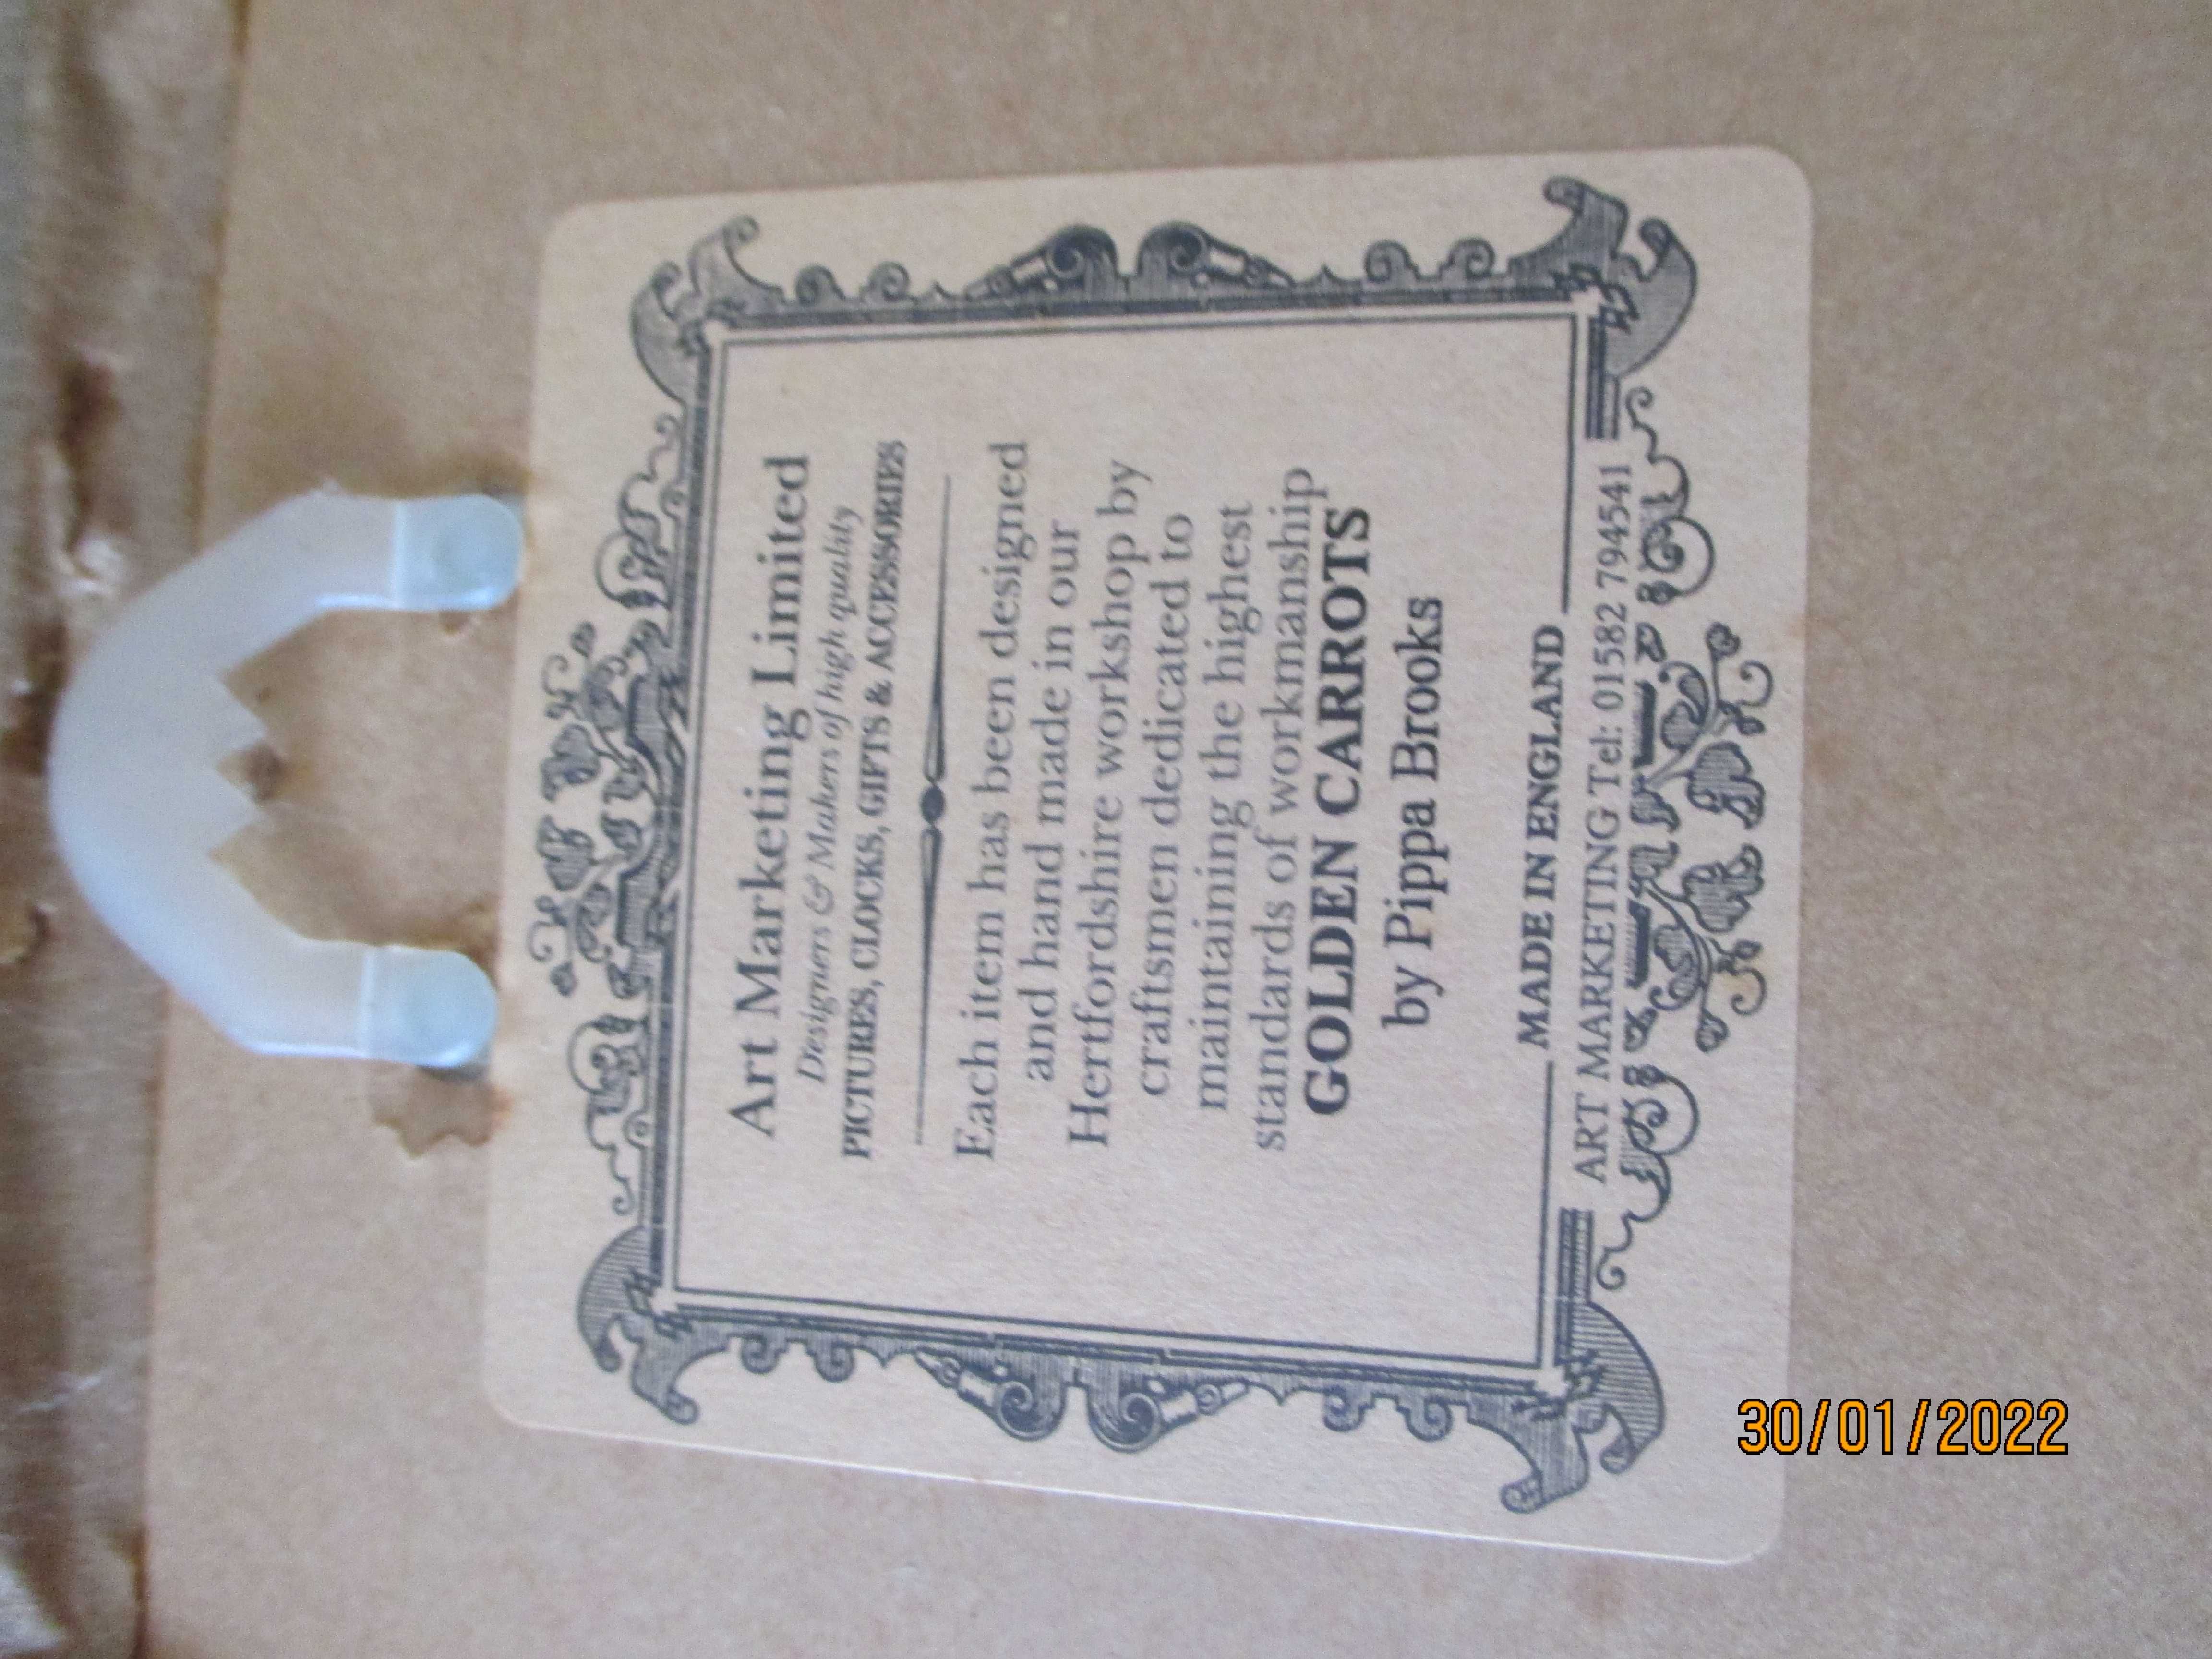 Art Marketing Limited
Designers & Makers of high quality
PICTURES, CLOCKS, GIFTS & ACCESSORIES
Each item has been designed
and hand made in our
Hertfordshire workshop by
craftsmen dedicated to
maintaining the highest
standards of workmanship
GOLDEN CARROTS
by Pippa Brooks
MADE IN ENGLAND
ART MARKETING Tel: 01582 794541
30/01/2022